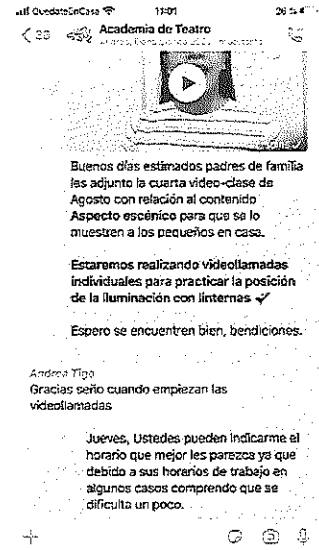 QuedateEnCasa 11:01
Academia de Teatro
Buenos días estimados padres de familia
les adjunto la cuarta video-clase de
Agosto con relación al contenido
Aspecto escénico para que se lo
muestren a los pequeños en casa.
Estaremos realizando videollamadas
individuales para practicar la posición
de la iluminación con linternas ✔
Espero se encuentren bien, bendiciones.
Andrea Tigo
Gracias seño cuando empiezan las
videollamadas
Jueves, Ustedes pueden indicarme el
horario que mejor les parezca ya que
debido a sus horarios de trabajo en
algunos casos comprendo que se
dificulta un poco.